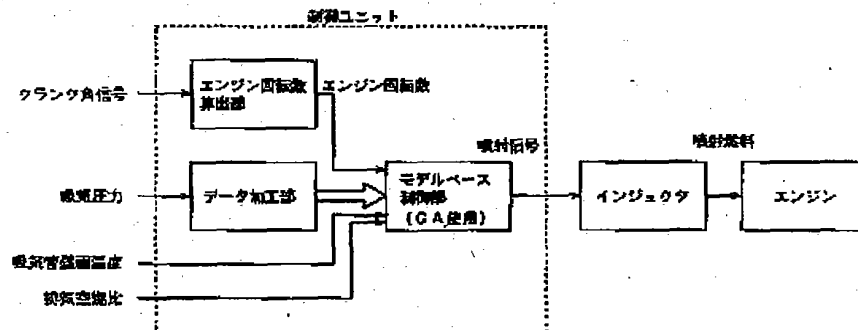 制御ユニット
クランク角信号
エンジン回転数
算出部
エンジン回転数
噴射信号
噴射燃料
吸気圧力
データ加工部
モデルベース
制御部
(GA使用)
インジェクタ
エンジン
吸気管壁面温度
排気空燃比